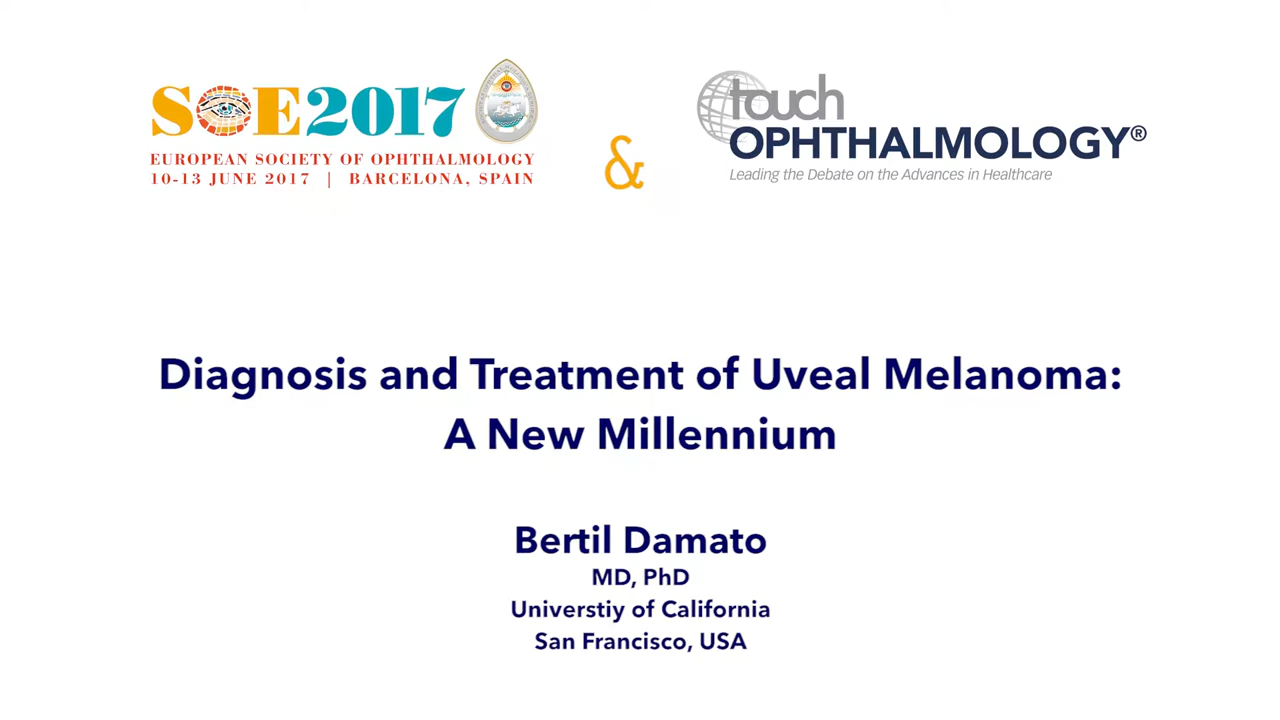 SOE2017
EUROPEAN SOCIETY OF OPHTHALMOLOGY
10-13 JUNE 2017 | BARCELONA, SPAIN
&
touch
OPHTHALMOLOGY®
Leading the Debate on the Advances in Healthcare
Diagnosis and Treatment of Uveal Melanoma:
A New Millennium
Bertil Damato
MD, PhD
Universtiy of California
San Francisco, USA